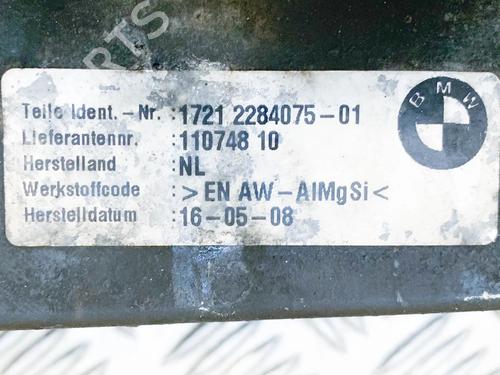 PARTS
Teile Ident.-Nr. :1721 2284075-01
Lieferantennr. :110748 10
Herstelland :NL
Werkstoffcode :>EN AW-AlMgSi<
Herstelldatum :16-05-08
BMW